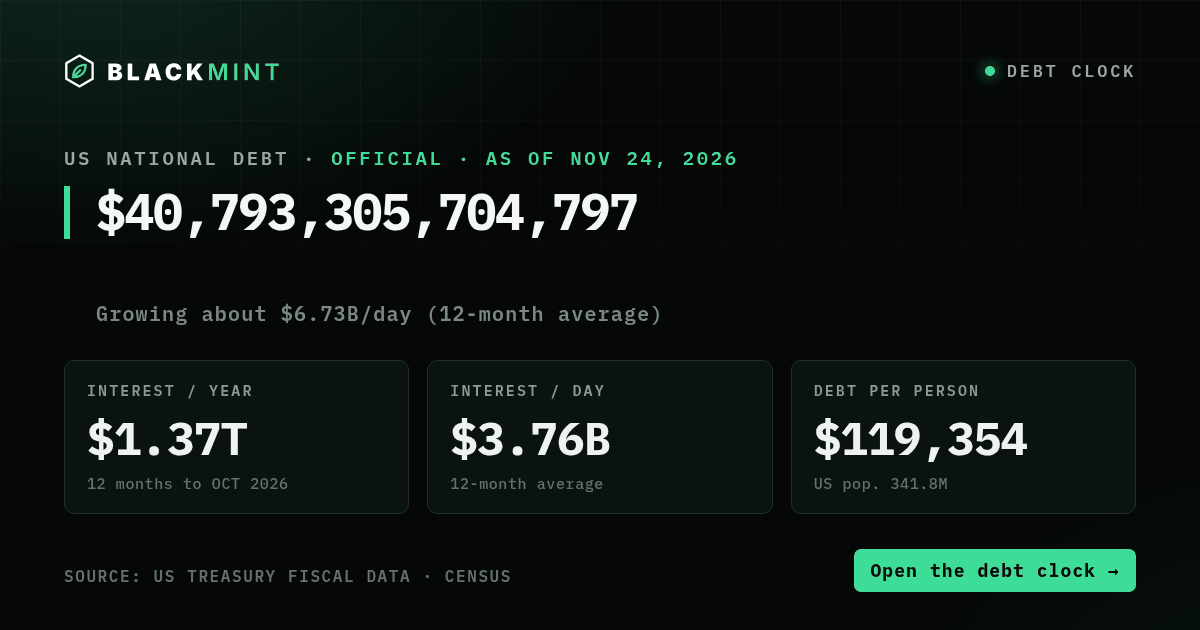 BLACKMINT
DEBT CLOCK
US NATIONAL DEBT · OFFICIAL · AS OF NOV 24, 2026
$40,793,305,704,797
Growing about $6.73B/day (12-month average)
INTEREST / YEAR
$1.37T
12 months to OCT 2026
INTEREST / DAY
$3.76B
12-month average
DEBT PER PERSON
$119,354
US pop. 341.8M
SOURCE: US TREASURY FISCAL DATA · CENSUS
Open the debt clock →